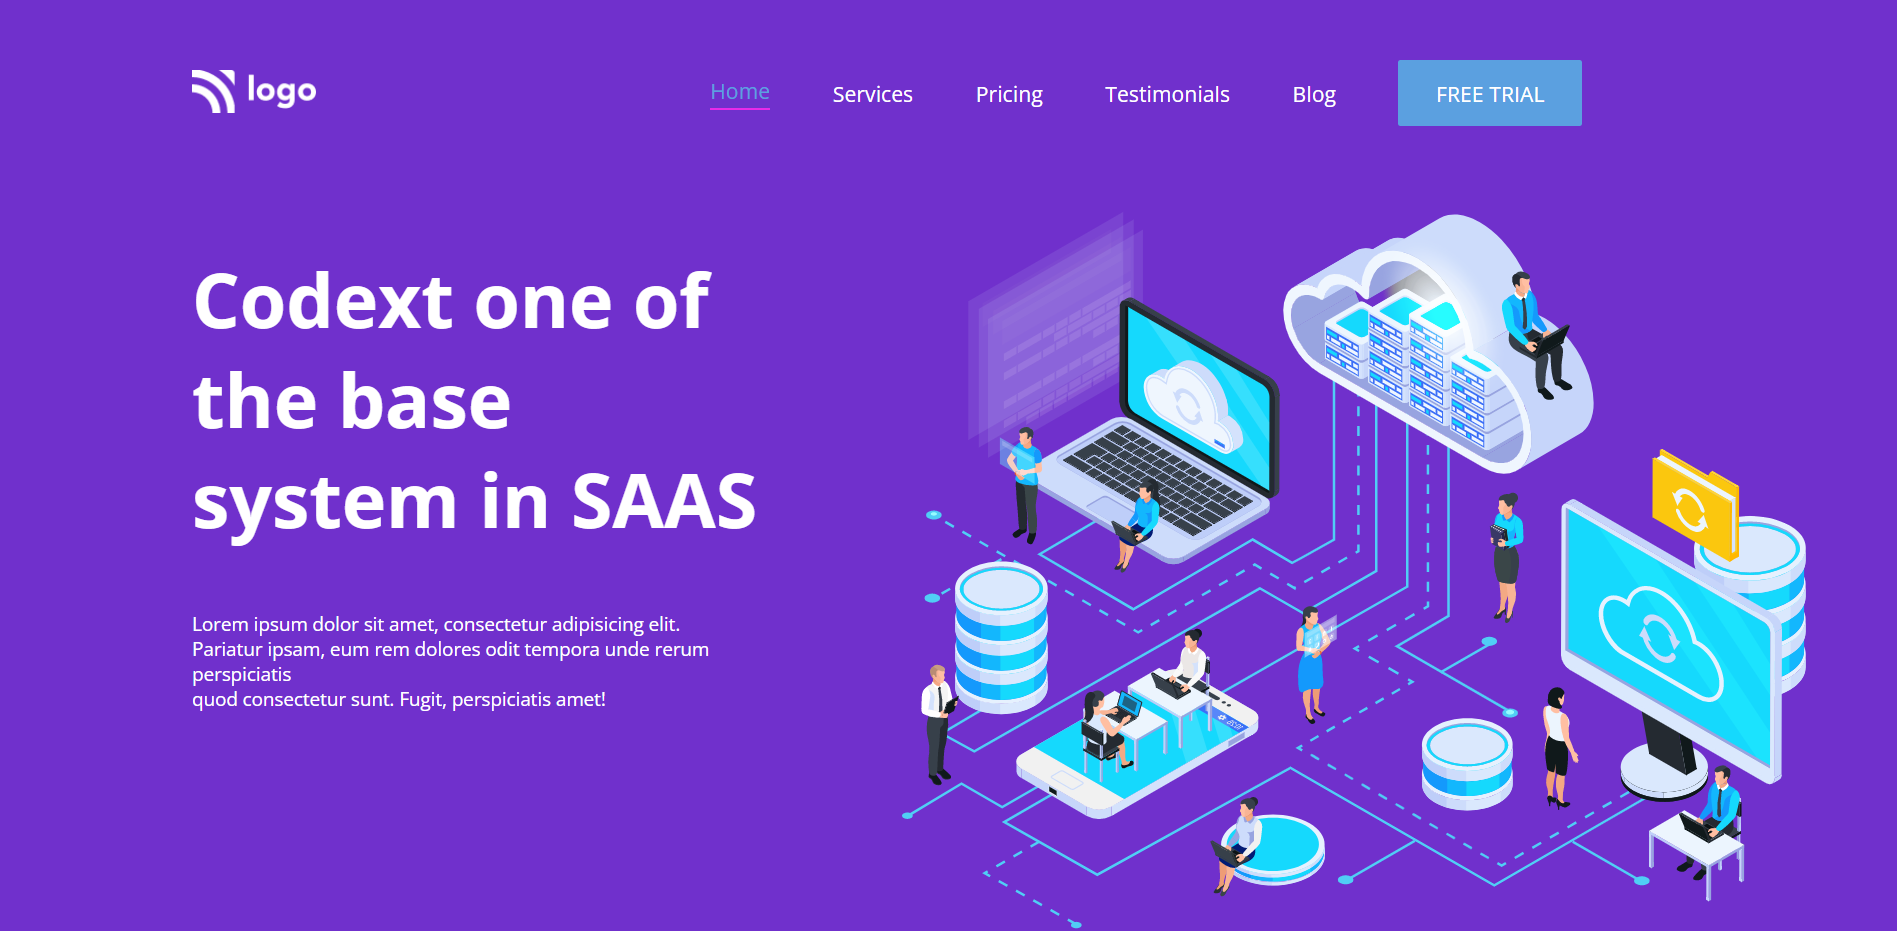 logo
Home Services Pricing Testimonials Blog FREE TRIAL
Codext one of
the base
system in SAAS
Lorem ipsum dolor sit amet, consectetur adipisicing elit.
Pariatur ipsam, eum rem dolores odit tempora unde rerum
perspiciatis
quod consectetur sunt. Fugit, perspiciatis amet!